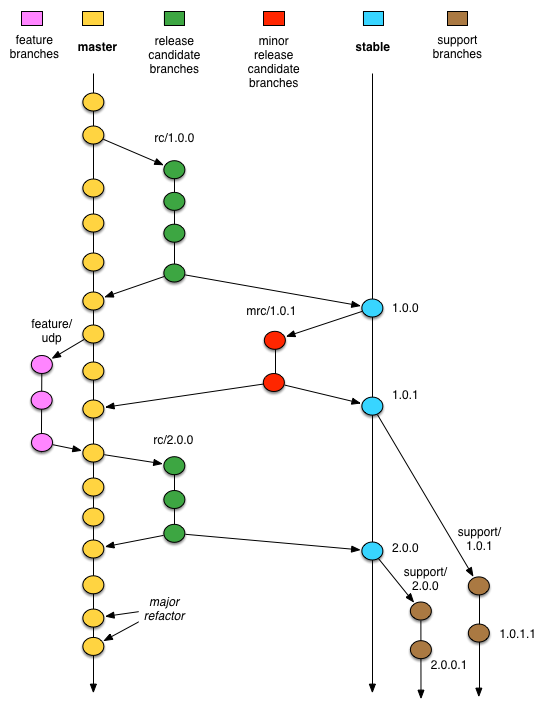 feature
branches
master
release
candidate
branches
minor
release
candidate
branches
stable
support
branches
rc/1.0.0
1.0.0
mrc/1.0.1
feature/
udp
1.0.1
rc/2.0.0
support/
1.0.1
2.0.0
support/
2.0.0
major
refactor
1.0.1.1
2.0.0.1